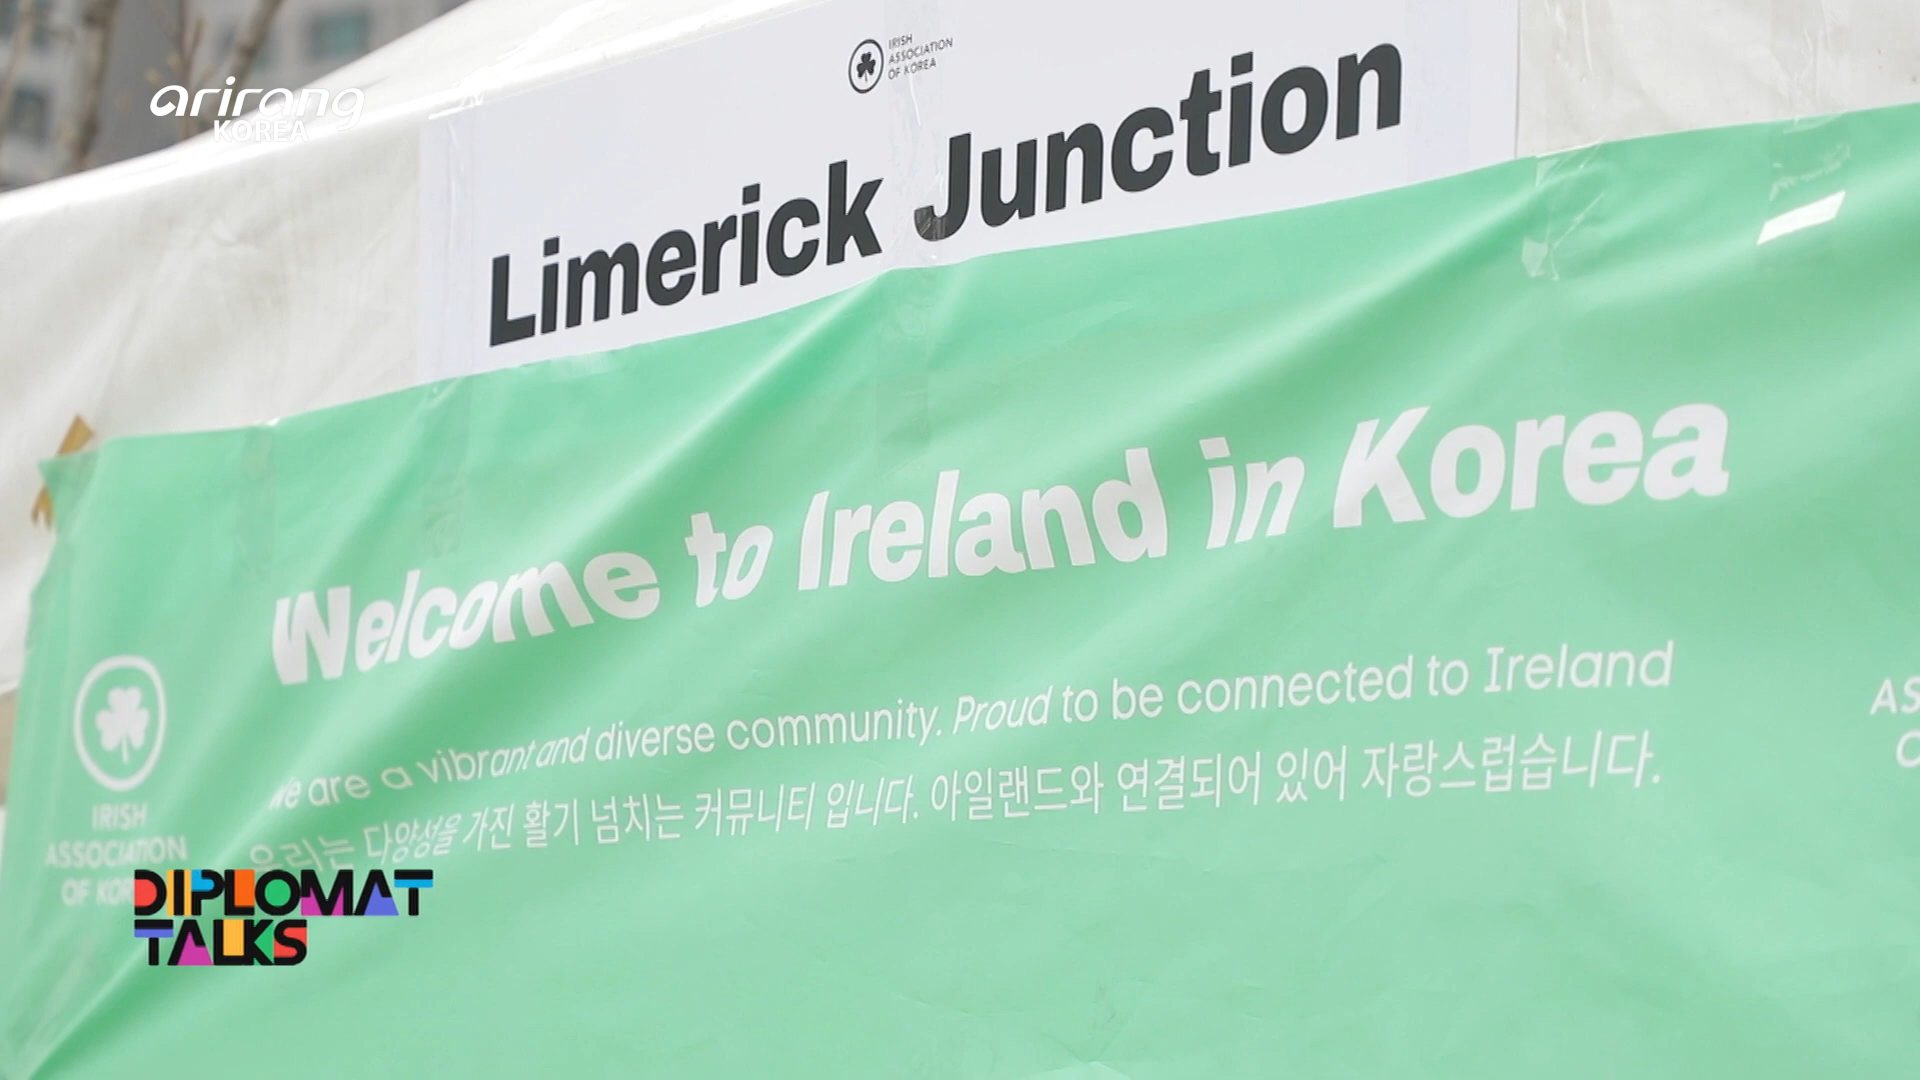 arirang
KOREA
IRISH
ASSOCIATION
OF KOREA
Limerick Junction
Welcome to Ireland in Korea
We are a vibrant and diverse community. Proud to be connected to Ireland
우리는 다양성을 가진 활기 넘치는 커뮤니티 입니다. 아일랜드와 연결되어 있어 자랑스럽습니다.
IRISH
ASSOCIATION
OF KOR
DIPLOMAT
TALKS